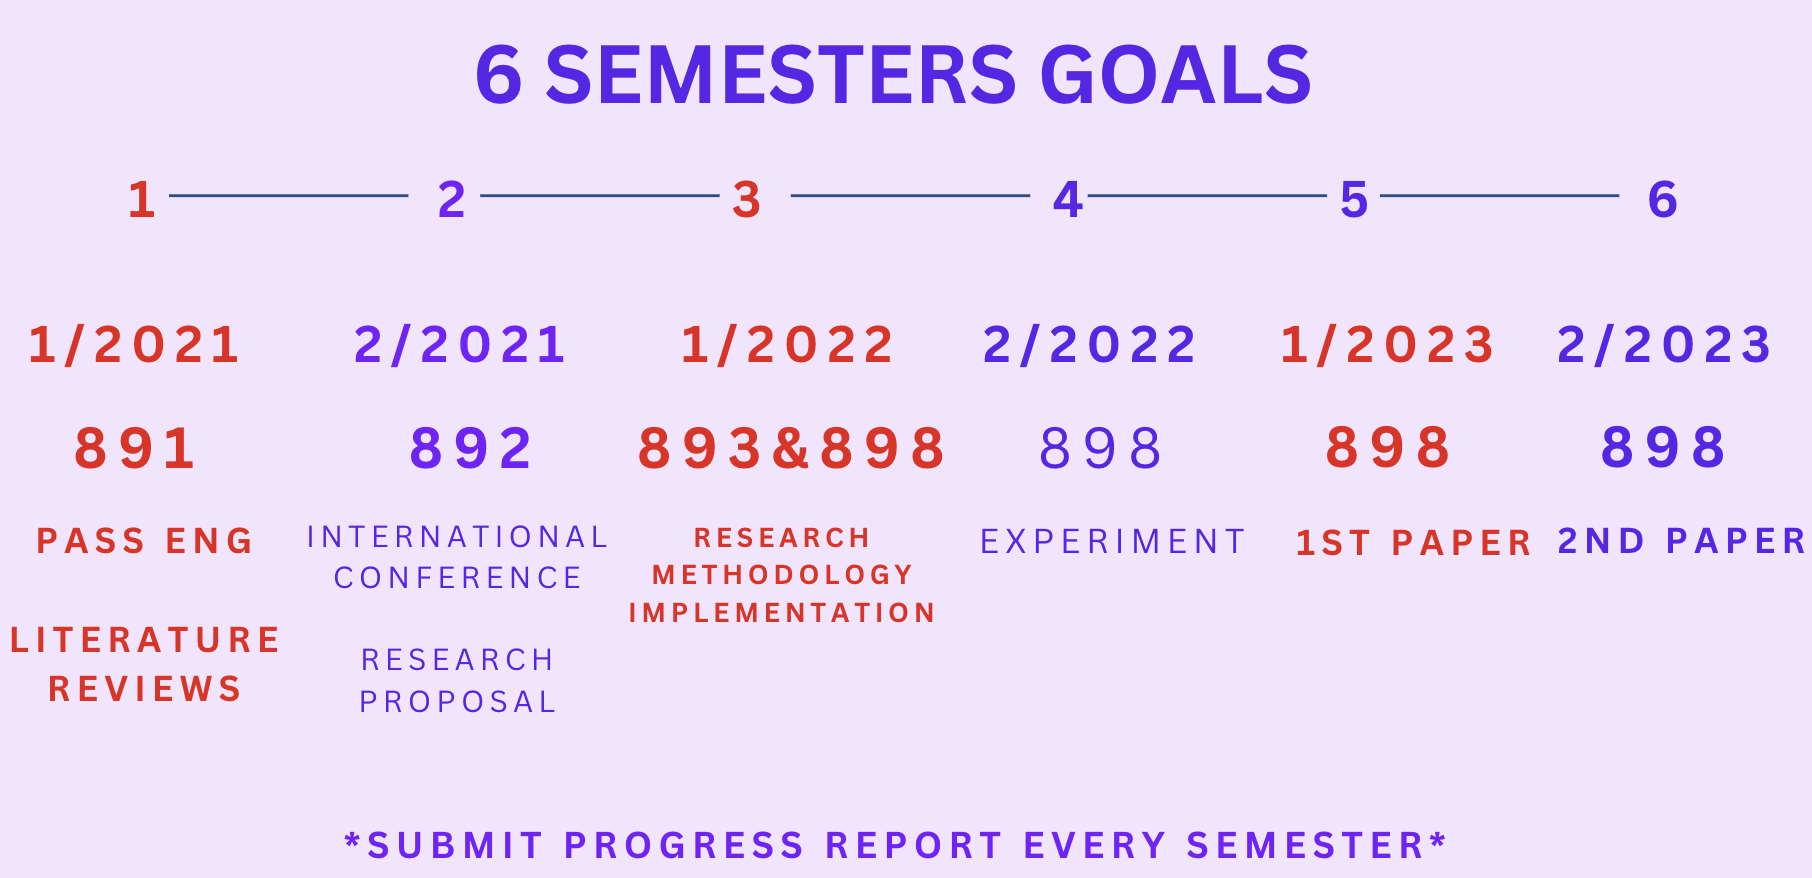 6 SEMESTERS GOALS
1 2 3 4 5 6
1/2021 2/2021 1/2022 2/2022 1/2023 2/2023
891 892 893&898 898 898 898
PASS ENG
LITERATURE
REVIEWS
INTERNATIONAL
CONFERENCE
RESEARCH
PROPOSAL
RESEARCH
METHODOLOGY
IMPLEMENTATION
EXPERIMENT
1ST PAPER
2ND PAPER
*SUBMIT PROGRESS REPORT EVERY SEMESTER*